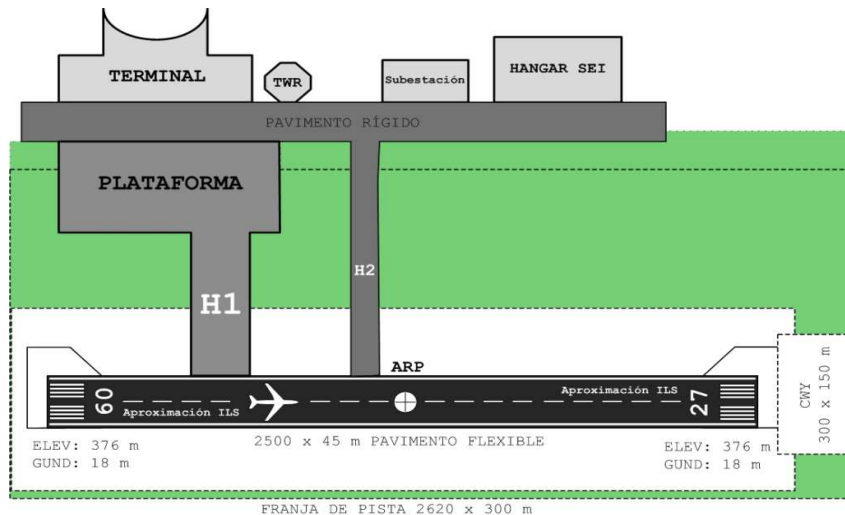 TERMINAL
TWR
Subestación
HANGAR SEI
PAVIMENTO RÍGIDO
PLATAFORMA
H2
H1
ARP
CWY
300 x 150 m
09
Aproximación ILS
Aproximación ILS
27
ELEV: 376 m
GUND: 18 m
2500 x 45 m PAVIMENTO FLEXIBLE
ELEV: 376 m
GUND: 18 m
FRANJA DE PISTA 2620 x 300 m